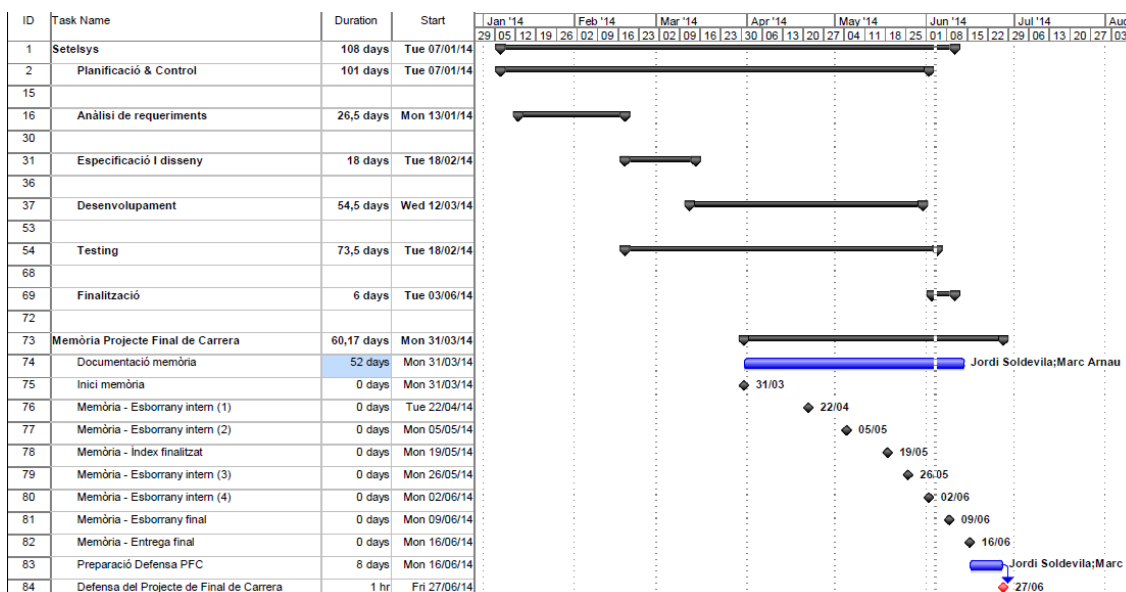 ID Task Name Duration Start Jan '14 Feb '14 Mar '14 Apr '14 May '14 Jun '14 Jul '14 Aug
29 05 12 19 26 02 09 16 23 02 09 16 23 30 06 13 20 27 04 11 18 25 01 08 15 22 29 06 13 20 27 03
1 Setelsys 108 days Tue 07/01/14
2 Planificació & Control 101 days Tue 07/01/14
15
16 Anàlisi de requeriments 26,5 days Mon 13/01/14
30
31 Especificació I disseny 18 days Tue 18/02/14
36
37 Desenvolupament 54,5 days Wed 12/03/14
53
54 Testing 73,5 days Tue 18/02/14
68
69 Finalització 6 days Tue 03/06/14
72
73 Memòria Projecte Final de Carrera 60,17 days Mon 31/03/14
74 Documentació memòria 52 days Mon 31/03/14 Jordi Soldevila;Marc Arnau
75 Inici memòria 0 days Mon 31/03/14 31/03
76 Memòria - Esborrany intern (1) 0 days Tue 22/04/14 22/04
77 Memòria - Esborrany intern (2) 0 days Mon 05/05/14 05/05
78 Memòria - Índex finalitzat 0 days Mon 19/05/14 19/05
79 Memòria - Esborrany intern (3) 0 days Mon 26/05/14 26/05
80 Memòria - Esborrany intern (4) 0 days Mon 02/06/14 02/06
81 Memòria - Esborrany final 0 days Mon 09/06/14 09/06
82 Memòria - Entrega final 0 days Mon 16/06/14 16/06
83 Preparació Defensa PFC 8 days Mon 16/06/14 Jordi Soldevila;Marc
84 Defensa del Projecte de Final de Carrera 1 hr Fri 27/06/14 27/06